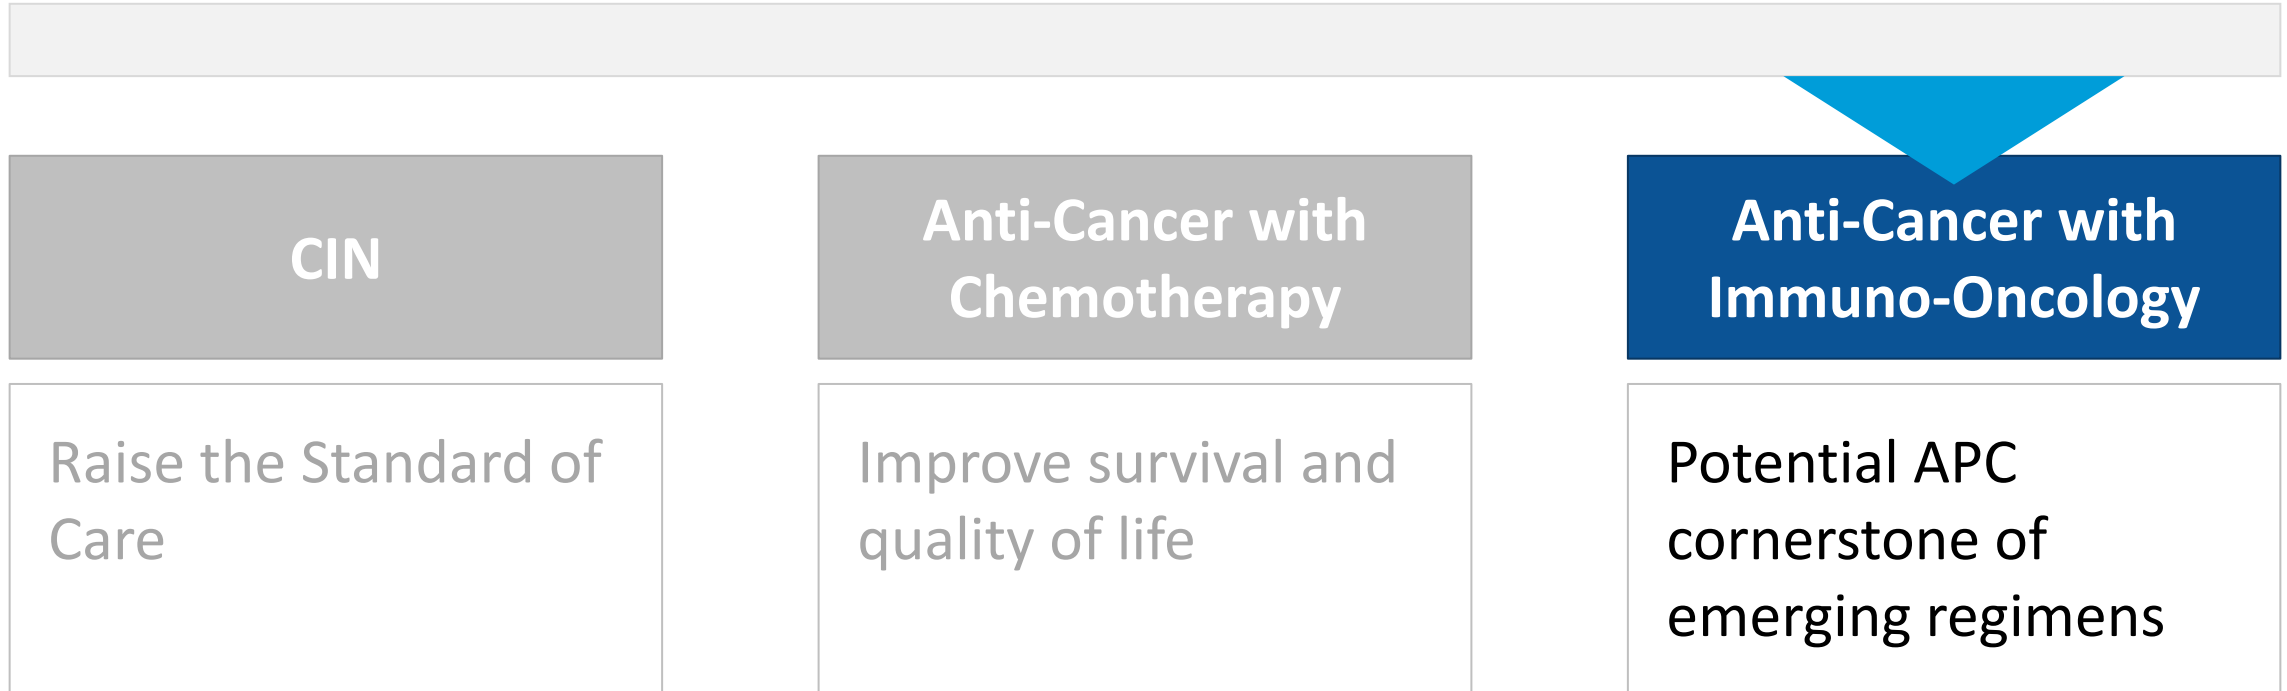 CIN
Raise the Standard of
Care
Anti-Cancer with
Chemotherapy
Improve survival and
quality of life
Anti-Cancer with
Immuno-Oncology
Potential APC
cornerstone of
emerging regimens